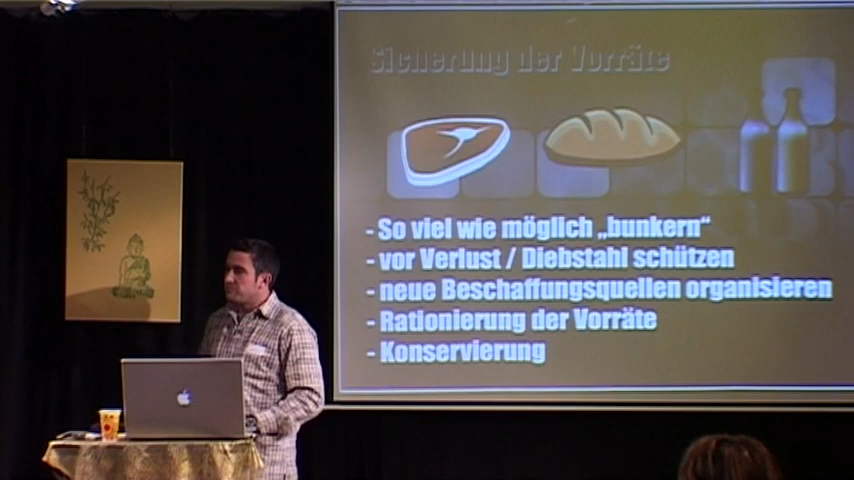 Sicherung der Vorräte
- So viel wie möglich „bunkern“
- vor Verlust / Diebstahl schützen
- neue Beschaffungsquellen organisieren
- Rationierung der Vorräte
- Konservierung